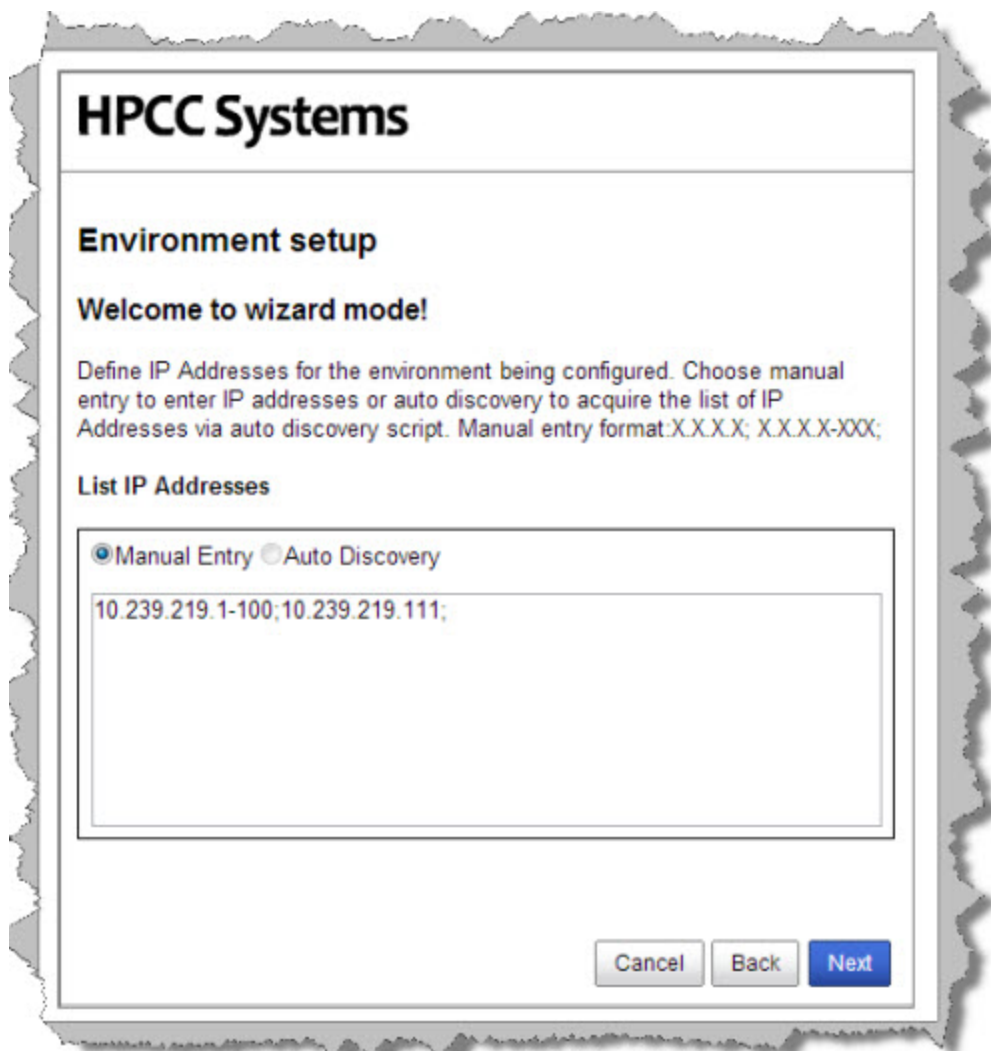 HPCC Systems
Environment setup
Welcome to wizard mode!
Define IP Addresses for the environment being configured. Choose manual
entry to enter IP addresses or auto discovery to acquire the list of IP
Addresses via auto discovery script. Manual entry format:X.X.X.X; X.X.X.X-XXX;
List IP Addresses
Manual Entry Auto Discovery
10.239.219.1-100;10.239.219.111;
Cancel Back Next